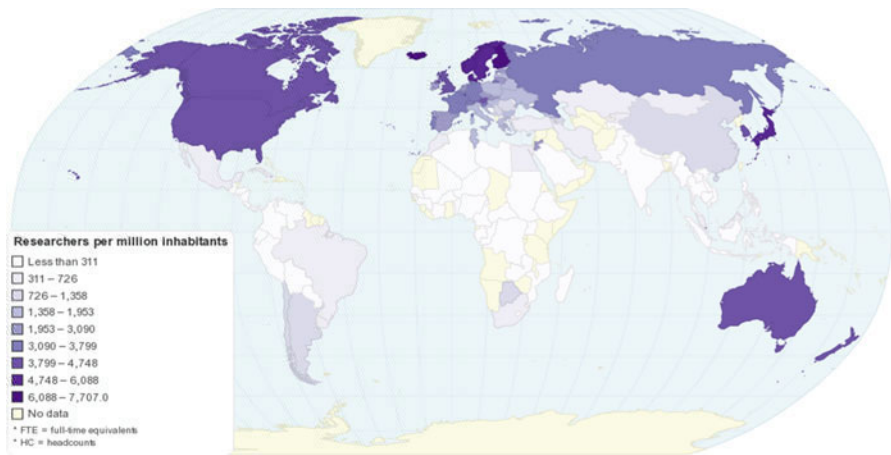 Researchers per million inhabitants
Less than 311
311 – 726
726 – 1,358
1,358 – 1,953
1,953 – 3,090
3,090 – 3,799
3,799 – 4,748
4,748 – 6,088
6,088 – 7,707.0
No data
* FTE = full-time equivalents
* HC = headcounts